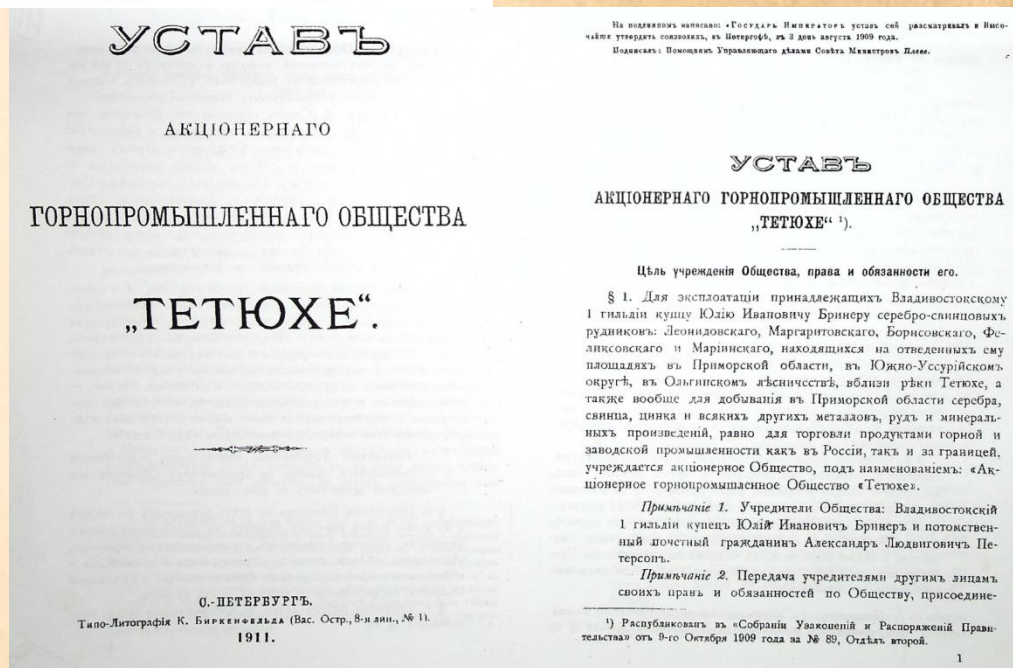 УСТАВЪ
АКЦІОНЕРНАГО
ГОРНОПРОМЫШЛЕННАГО ОБЩЕСТВА
„ТЕТЮХЕ“.
С.-ПЕТЕРБУРГЪ.
Типо-Литографія К. Биркенфельда (Вас. Остр., 8-я лин., № 1).
1911.
На подлинномъ написано: «Государь Императоръ уставъ сей разсматривалъ и Высо-
чайше утвердить соизволилъ, въ Петергофѣ, въ 3 день августа 1909 года.
Подписалъ: Помощникъ Управляющаго дѣлами Совѣта Министровъ Плеве.
УСТАВЪ
АКЦІОНЕРНАГО ГОРНОПРОМЫШЛЕННАГО ОБЩЕСТВА
„ТЕТЮХЕ“ ¹).
Цѣль учрежденія Общества, права и обязанности его.
§ 1. Для эксплоатаціи принадлежащихъ Владивостокскому
1 гильдіи купцу Юлію Ивановичу Бринеру серебро-свинцовыхъ
рудниковъ: Леонидовскаго, Маргаритовскаго, Борисовскаго, Фе-
ликсовскаго и Маріинскаго, находящихся на отведенныхъ ему
площадяхъ въ Приморской области, въ Южно-Уссурійскомъ
округѣ, въ Ольгинскомъ лѣсничествѣ, вблизи рѣки Тетюхе, а
также вообще для добыванія въ Приморской области серебра,
свинца, цинка и всякихъ другихъ металловъ, рудъ и минераль-
ныхъ произведеній, равно для торговли продуктами горной и
заводской промышленности какъ въ Россіи, такъ и за границей,
учреждается акціонерное Общество, подъ наименованіемъ: «Ак-
ціонерное горнопромышленное Общество «Тетюхе».
Примѣчаніе 1. Учредители Общества: Владивостокскій
1 гильдіи купецъ Юлій Ивановичъ Бринеръ и потомствен-
ный почетный гражданинъ Александръ Людвиговичъ Пе-
терсонъ.
Примѣчаніе 2. Передача учредителями другимъ лицамъ
своихъ правъ и обязанностей по Обществу, присоедине-
¹) Распубликованъ въ «Собраніи Узаконеній и Распоряженій Прави-
тельства» отъ 9-го Октября 1909 года за № 89, Отдѣлъ второй.
1